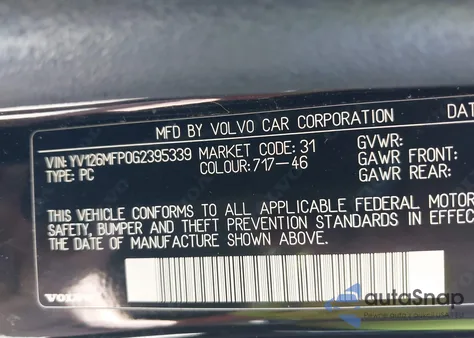 MFD BY VOLVO CAR CORPORATION DAT
VIN: YV126MFP0G2395339 MARKET CODE: 31 GVWR:
TYPE: PC COLOUR: 717-46 GAWR FRONT:
GAWR REAR:
THIS VEHICLE CONFORMS TO ALL APPLICABLE FEDERAL MOTOR
SAFETY, BUMPER AND THEFT PREVENTION STANDARDS IN EFFEC
THE DATE OF MANUFACTURE SHOWN ABOVE.
VOLVO
autoSnap